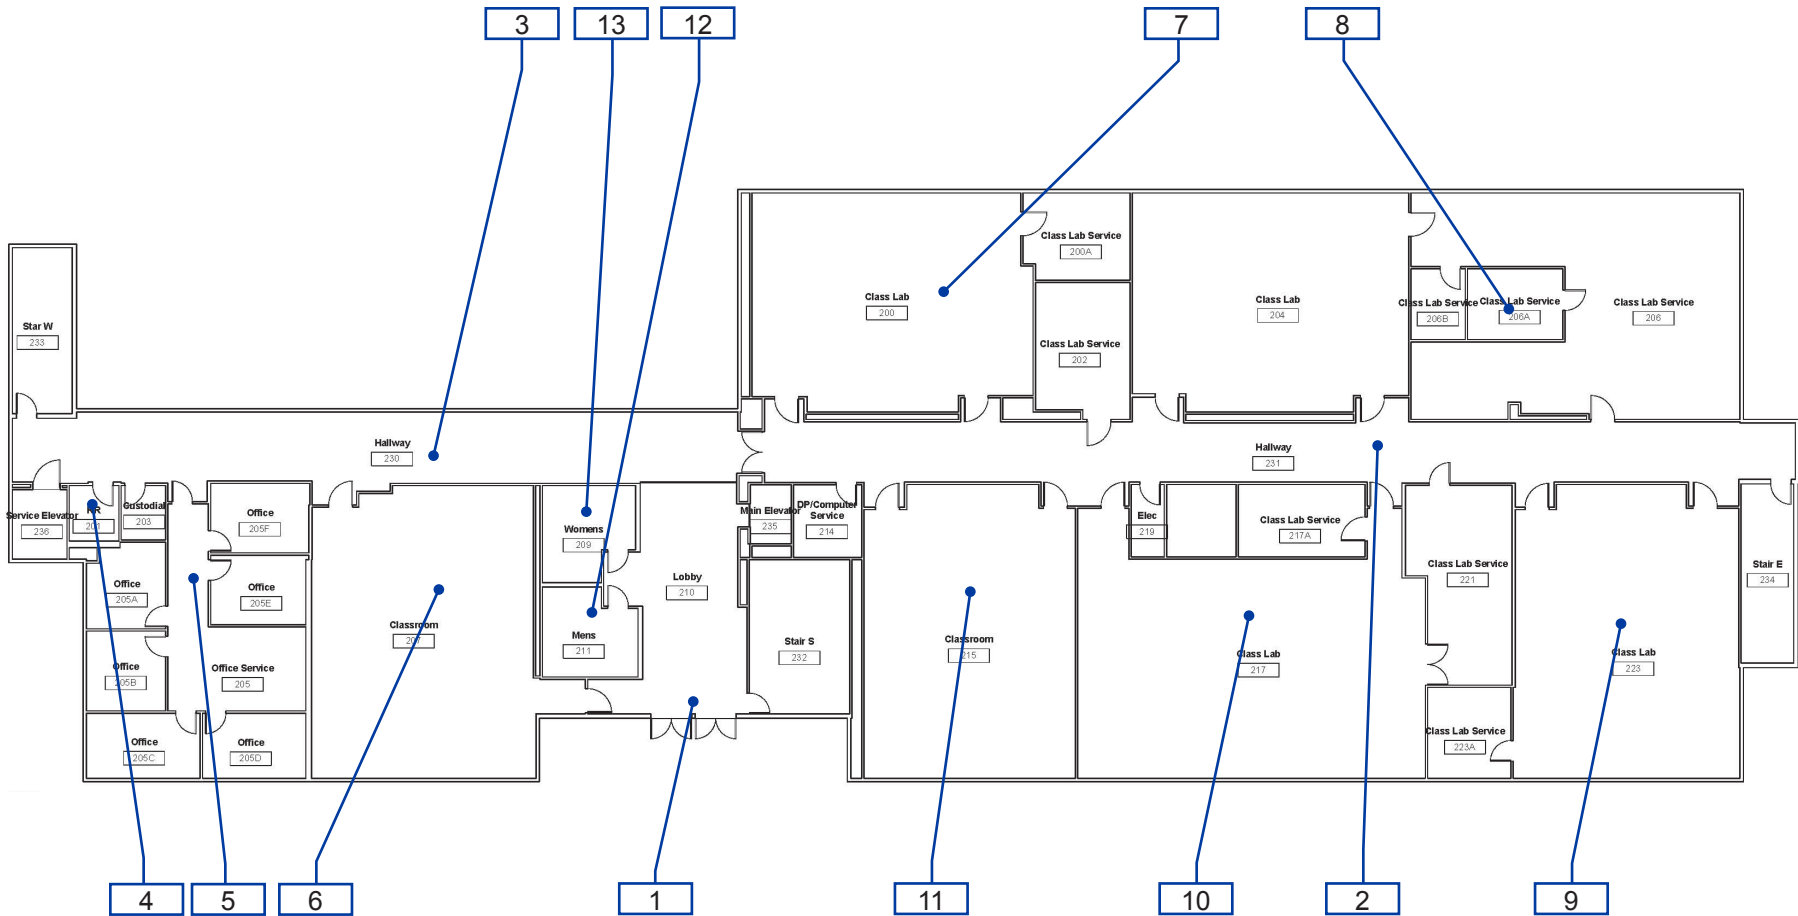 3
13
12
7
8
Class Lab Service
200A
Class Lab
200
Class Lab
204
Class Lab Service
206B
Class Lab Service
206A
Class Lab Service
206
Star W
233
Class Lab Service
202
Hallway
230
Hallway
231
Service Elevator
236
RR
201
Custodial
203
Office
205F
Womens
209
Main Elevator
235
DP/Computer
Service
214
Elec
219
Class Lab Service
217A
Office
205A
Office
205E
Lobby
210
Class Lab Service
221
Stair E
234
Classroom
207
Mens
211
Stair S
232
Classroom
215
Class Lab
217
Class Lab
223
Office
205B
Office Service
205
Office
205C
Office
205D
Class Lab Service
223A
4
5
6
1
11
10
2
9